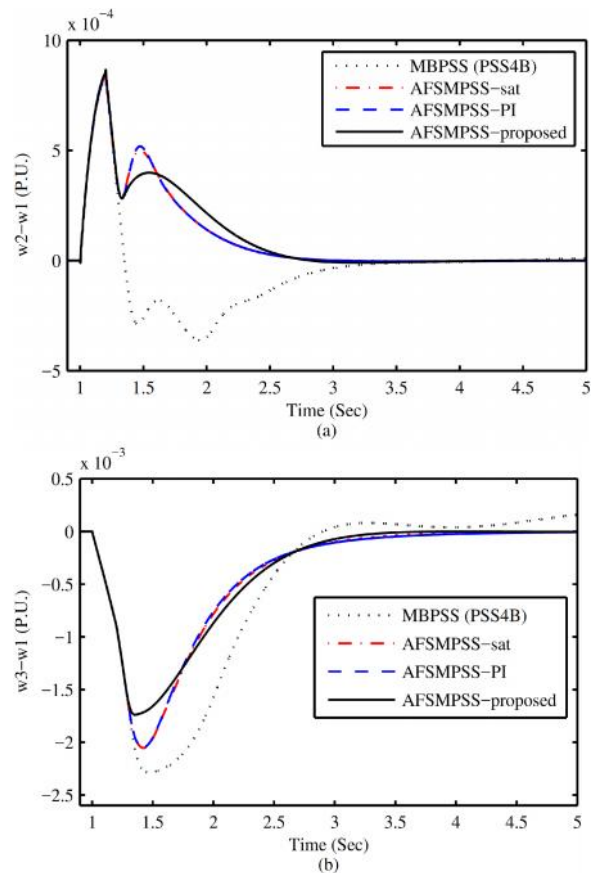 x 10⁻⁴
10
5
0
−5
w2−w1 (P.U.)
MBPSS (PSS4B)
AFSMPSS−sat
AFSMPSS−PI
AFSMPSS−proposed
1 1.5 2 2.5 3 3.5 4 4.5 5
Time (Sec)
(a)
x 10⁻³
0.5
0
−0.5
−1
−1.5
−2
−2.5
w3−w1 (P.U.)
MBPSS (PSS4B)
AFSMPSS−sat
AFSMPSS−PI
AFSMPSS−proposed
1 1.5 2 2.5 3 3.5 4 4.5 5
Time (Sec)
(b)